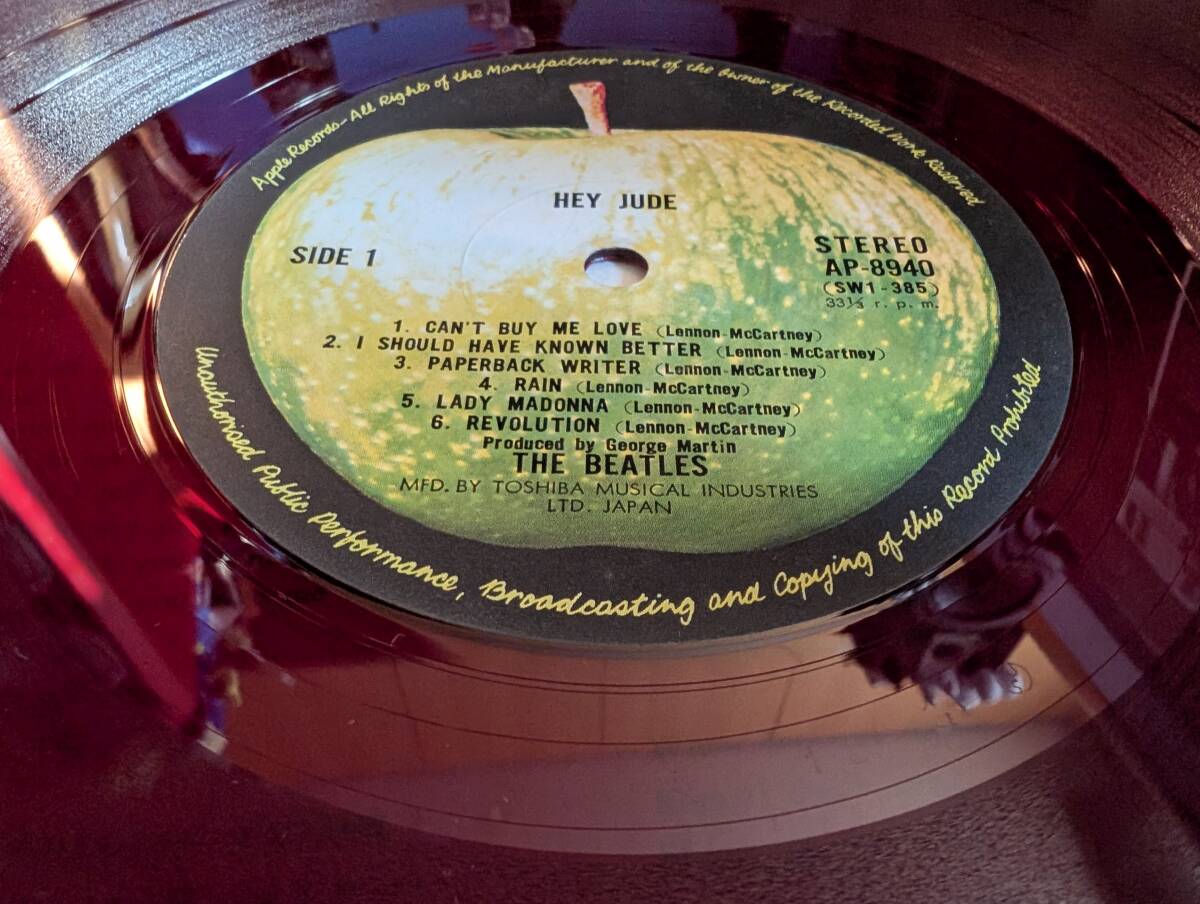 Apple Records-All Rights of the Manufacturer and of the Owner of the Recorded Work Reserved
HEY JUDE
SIDE 1
STEREO
AP-8940
(SW1-385)
33⅓ r. p. m.
1. CAN'T BUY ME LOVE (Lennon-McCartney)
2. I SHOULD HAVE KNOWN BETTER (Lennon-McCartney)
3. PAPERBACK WRITER (Lennon-McCartney)
4. RAIN (Lennon-McCartney)
5. LADY MADONNA (Lennon-McCartney)
6. REVOLUTION (Lennon-McCartney)
Produced by George Martin
THE BEATLES
MFD. BY TOSHIBA MUSICAL INDUSTRIES
LTD. JAPAN
Unauthorised Public Performance, Broadcasting and Copying of this Record Prohibited